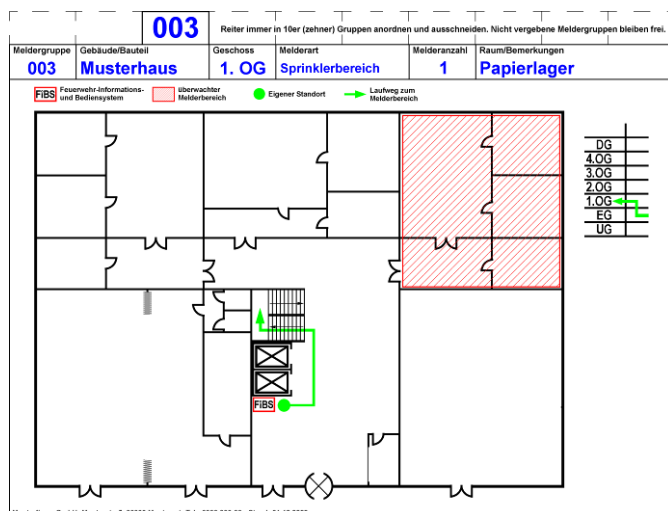 003
Reiter immer in 10er (zehner) Gruppen anordnen und ausschneiden. Nicht vergebene Meldergruppen bleiben frei.
Meldergruppe Gebäude/Bauteil Geschoss Melderart Melderanzahl Raum/Bemerkungen
003 Musterhaus 1. OG Sprinklerbereich 1 Papierlager
FiBS Feuerwehr-Informations- und Bediensystem
überwachter Melderbereich
Eigener Standort
Laufweg zum Melderbereich
DG
4.OG
3.OG
2.OG
1.OG
EG
UG
FiBS